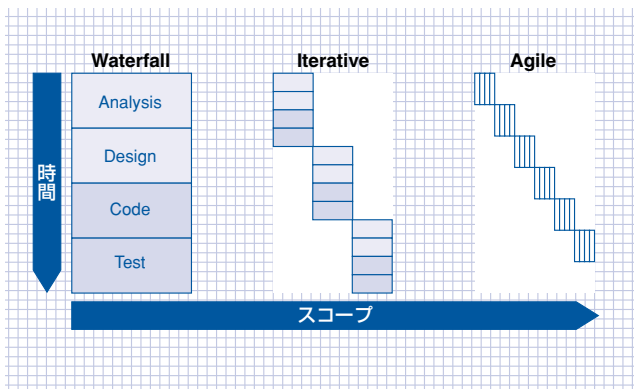 Waterfall
Iterative
Agile
Analysis
Design
Code
Test
時間
スコープ